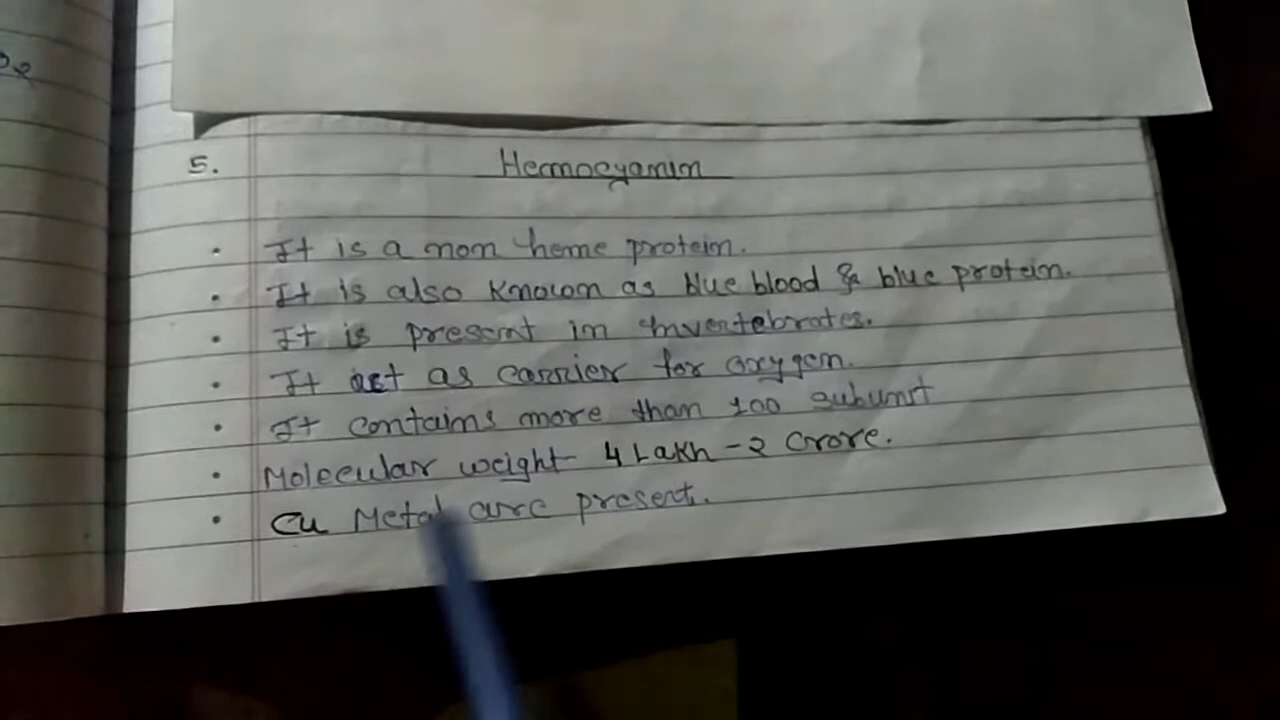 5. Hemocyanin
• It is a non heme protein.
• It is also known as blue blood & blue protein.
• It is present in invertebrates.
• It act as carrier for oxygen.
• It contains more than 100 subunit
• Molecular weight - 4 Lakh - 2 Crore.
• Cu Metal are present.